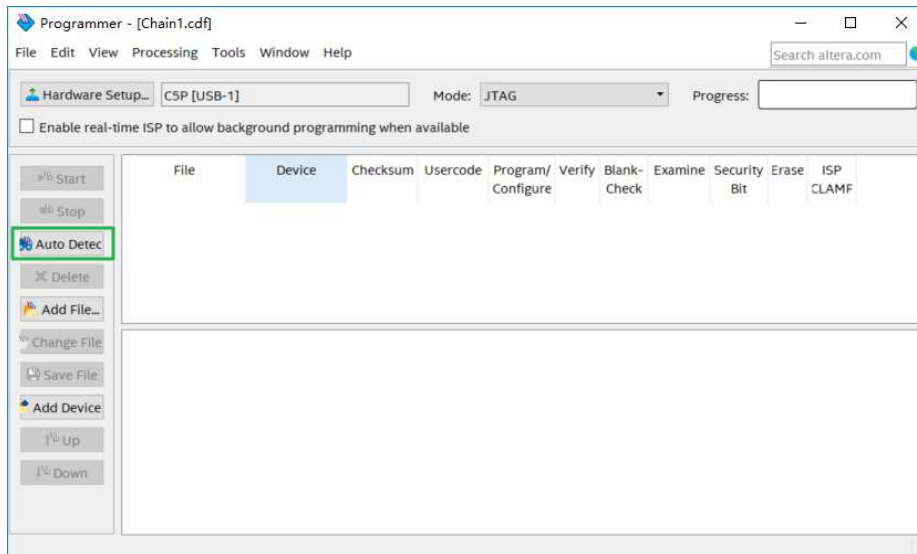 Programmer - [Chain1.cdf]
File Edit View Processing Tools Window Help
Search altera.com
Hardware Setup... C5P [USB-1] Mode: JTAG Progress:
Enable real-time ISP to allow background programming when available
File Device Checksum Usercode Program/ Verify Blank- Examine Security Erase ISP
Configure Check Bit CLAMF
Start
Stop
Auto Detec
Delete
Add File...
Change File
Save File
Add Device
Up
Down